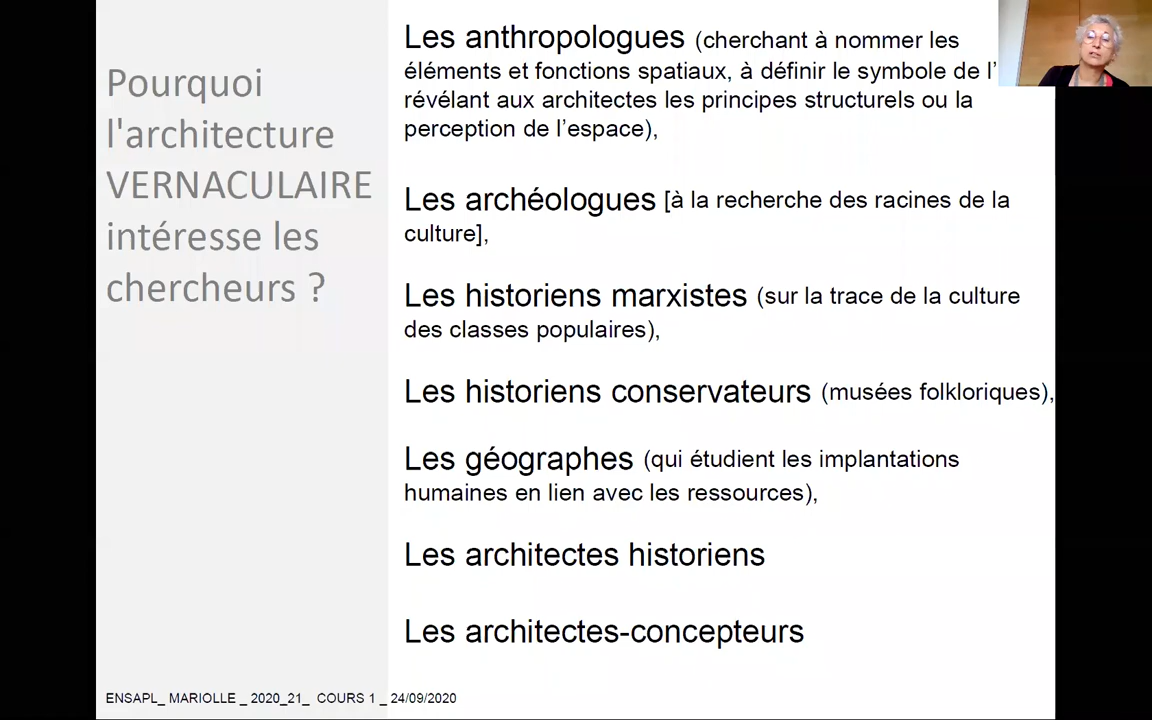 Pourquoi
l'architecture
VERNACULAIRE
intéresse les
chercheurs ?
Les anthropologues (cherchant à nommer les
éléments et fonctions spatiaux, à définir le symbole de l'
révélant aux architectes les principes structurels ou la
perception de l'espace),
Les archéologues [à la recherche des racines de la
culture],
Les historiens marxistes (sur la trace de la culture
des classes populaires),
Les historiens conservateurs (musées folkloriques),
Les géographes (qui étudient les implantations
humaines en lien avec les ressources),
Les architectes historiens
Les architectes-concepteurs
ENSAPL_ MARIOLLE _ 2020_21_ COURS 1 _ 24/09/2020